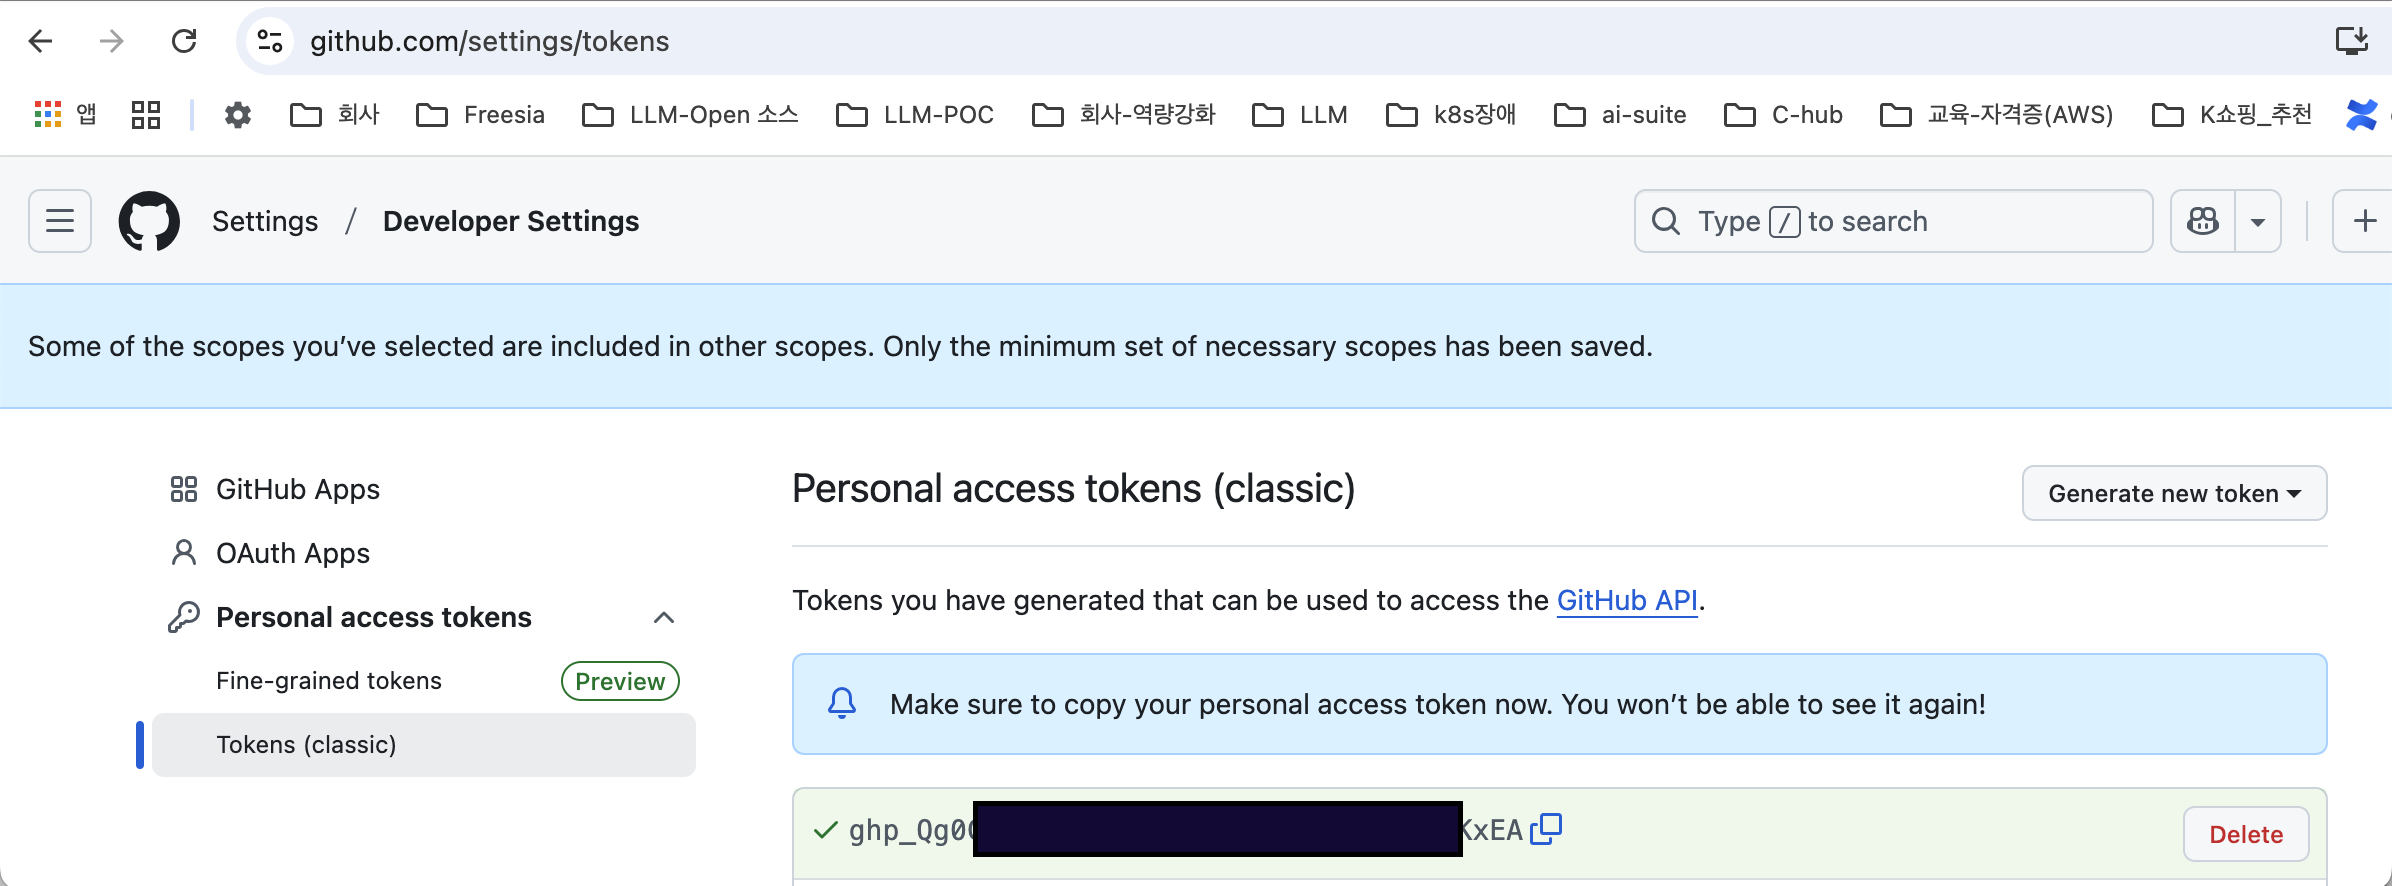 github.com/settings/tokens
앱 회사 Freesia LLM-Open 소스 LLM-POC 회사-역량강화 LLM k8s장애 ai-suite C-hub 교육-자격증(AWS) K쇼핑_추천
Settings / Developer Settings
Type / to search
Some of the scopes you’ve selected are included in other scopes. Only the minimum set of necessary scopes has been saved.
GitHub Apps
OAuth Apps
Personal access tokens
Fine-grained tokens Preview
Tokens (classic)
Personal access tokens (classic)
Generate new token
Tokens you have generated that can be used to access the GitHub API.
Make sure to copy your personal access token now. You won’t be able to see it again!
ghp_Qg0 KxEA
Delete